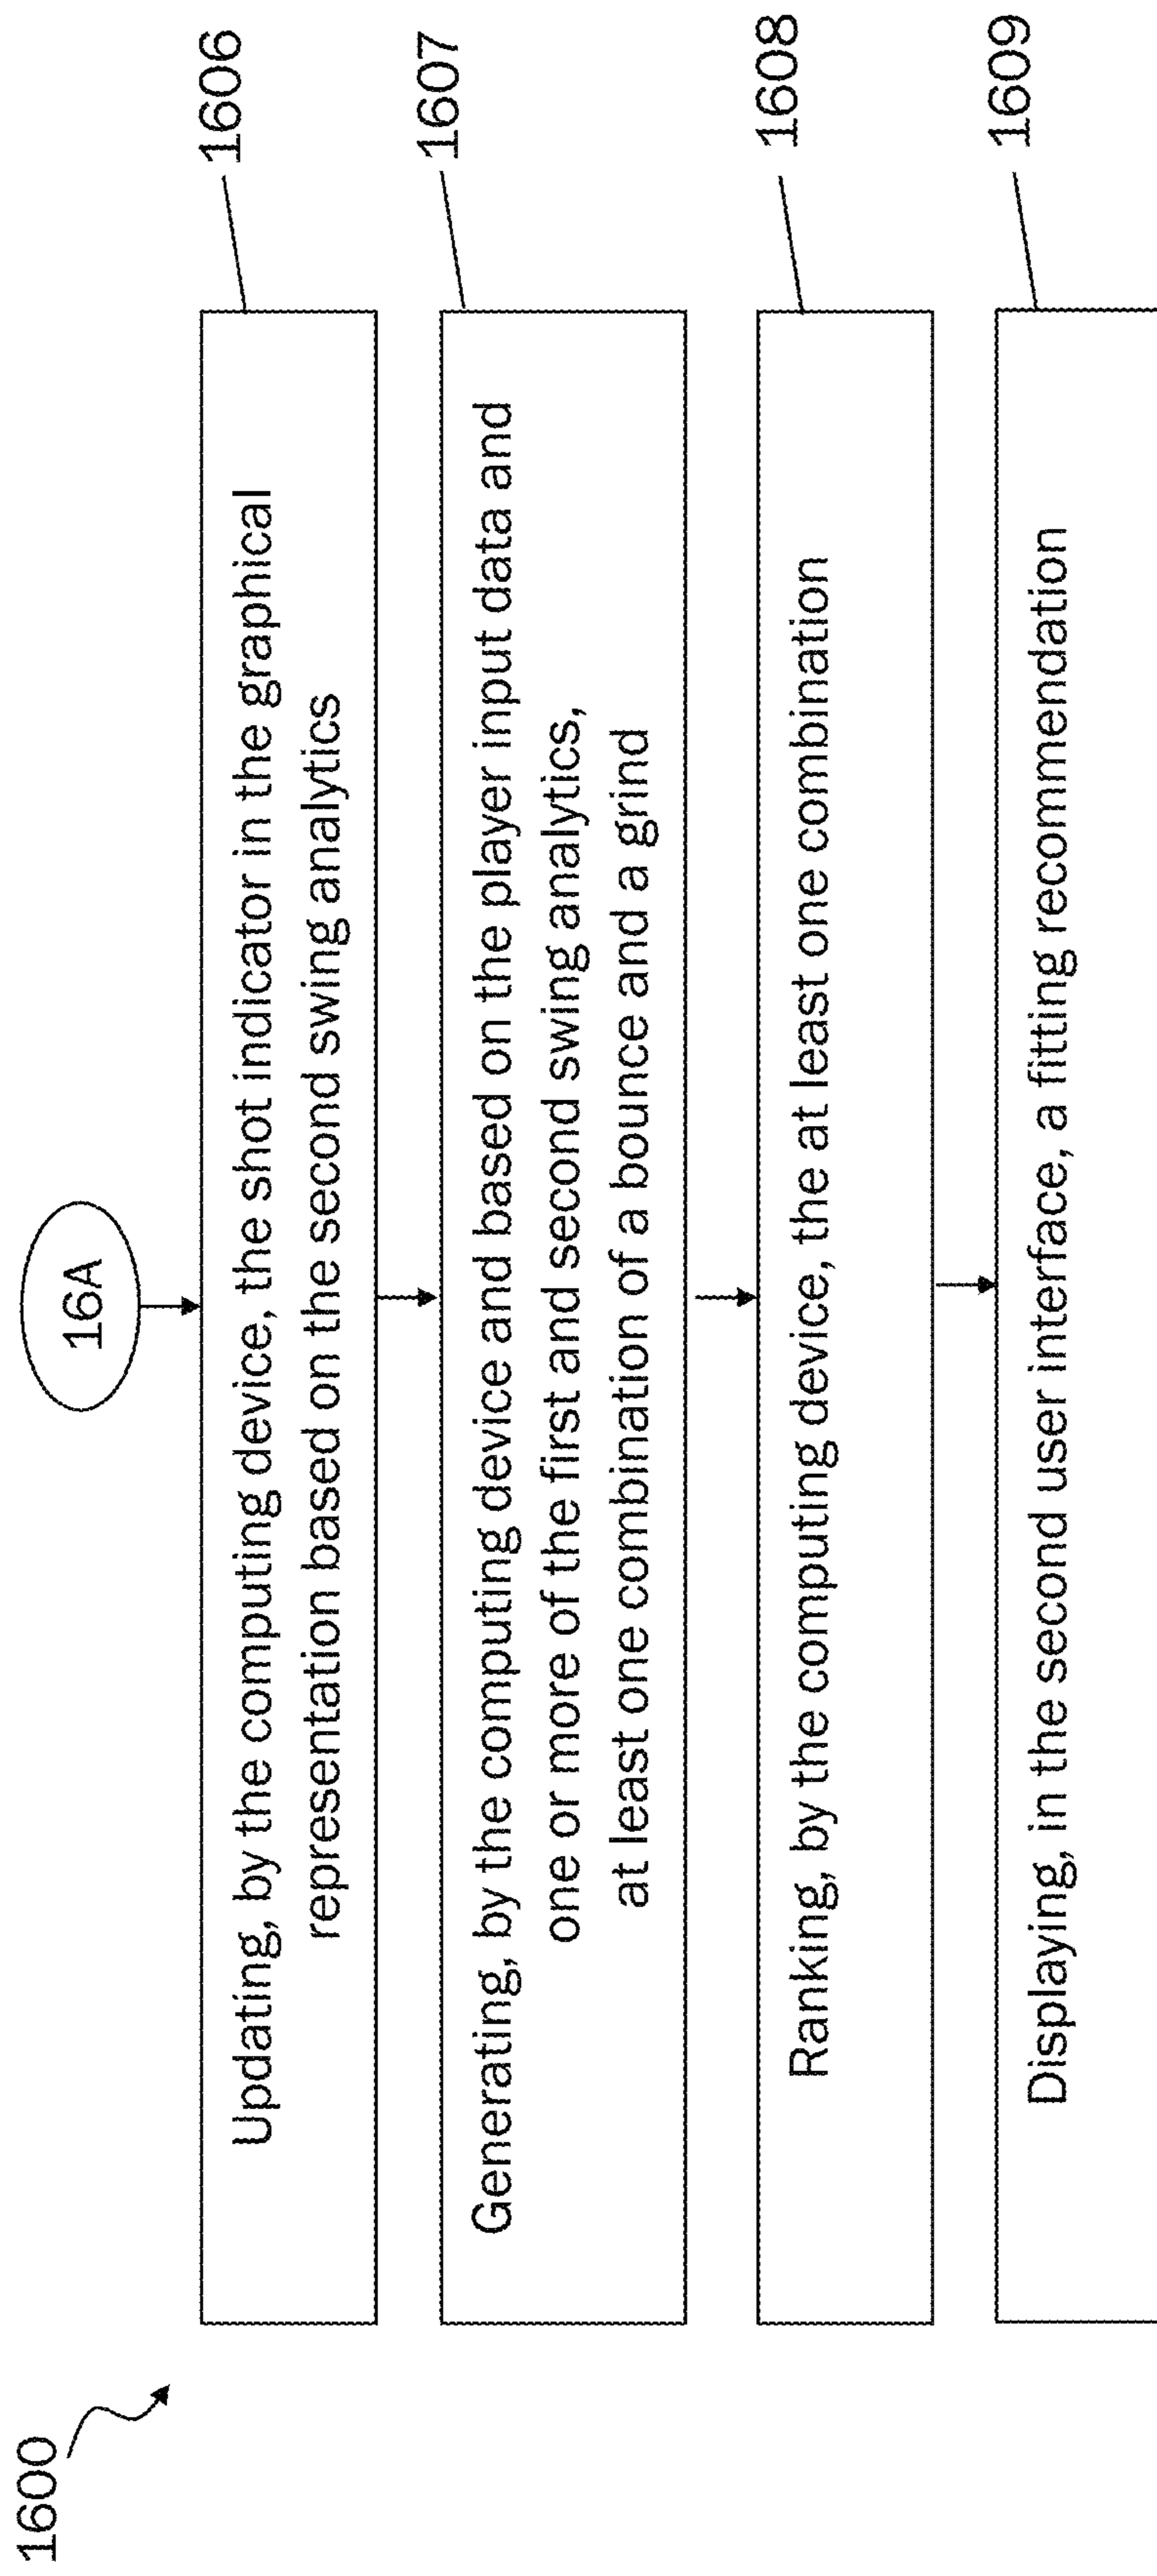 1600
16A
Updating, by the computing device, the shot indicator in the graphical
representation based on the second swing analytics
1606
Generating, by the computing device and based on the player input data and
one or more of the first and second swing analytics,
at least one combination of a bounce and a grind
1607
Ranking, by the computing device, the at least one combination
1608
Displaying, in the second user interface, a fitting recommendation
1609